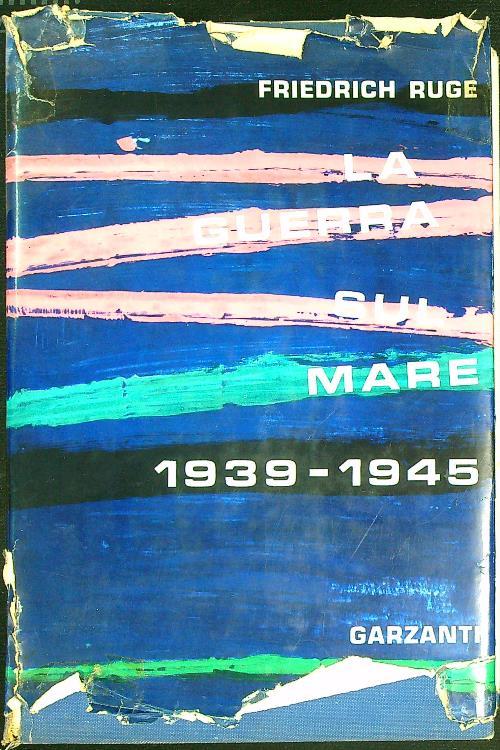 FRIEDRICH RUGE
LA
GUERRA
SUL
MARE
1939-1945
GARZANTI